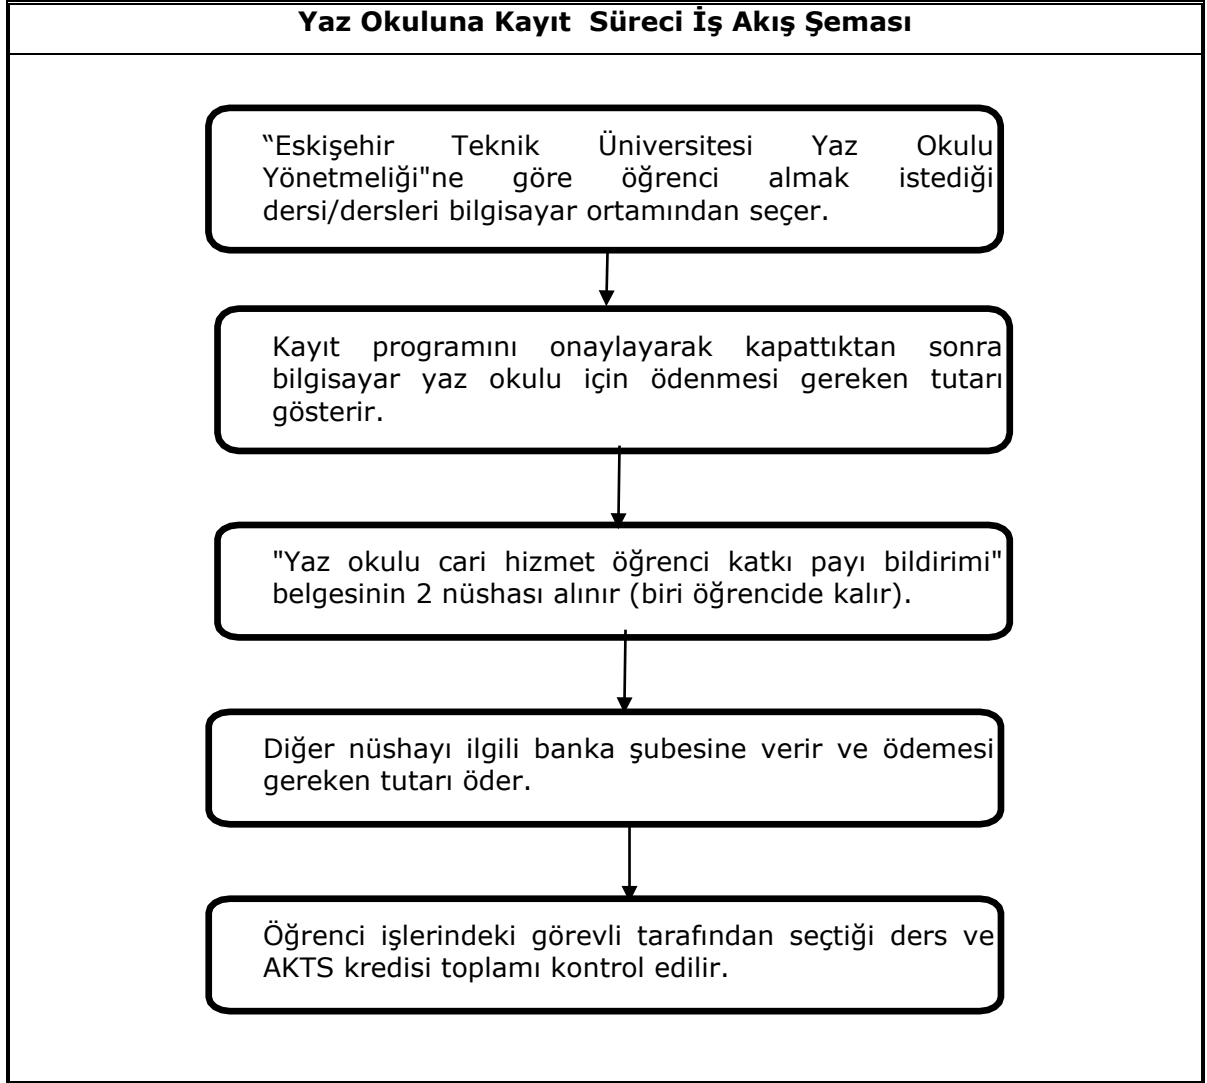 Yaz Okuluna Kayıt Süreci İş Akış Şeması
“Eskişehir Teknik Üniversitesi Yaz Okulu
Yönetmeliği"ne göre öğrenci almak istediği
dersi/dersleri bilgisayar ortamından seçer.
Kayıt programını onaylayarak kapattıktan sonra
bilgisayar yaz okulu için ödenmesi gereken tutarı
gösterir.
"Yaz okulu cari hizmet öğrenci katkı payı bildirimi"
belgesinin 2 nüshası alınır (biri öğrencide kalır).
Diğer nüshayı ilgili banka şubesine verir ve ödemesi
gereken tutarı öder.
Öğrenci işlerindeki görevli tarafından seçtiği ders ve
AKTS kredisi toplamı kontrol edilir.